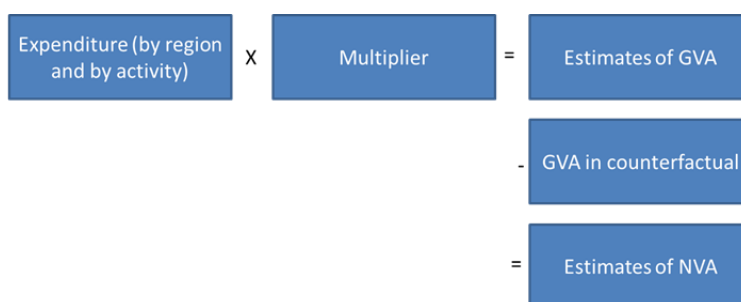 Expenditure (by region
and by activity)
X
Multiplier
=
Estimates of GVA
-
GVA in counterfactual
=
Estimates of NVA